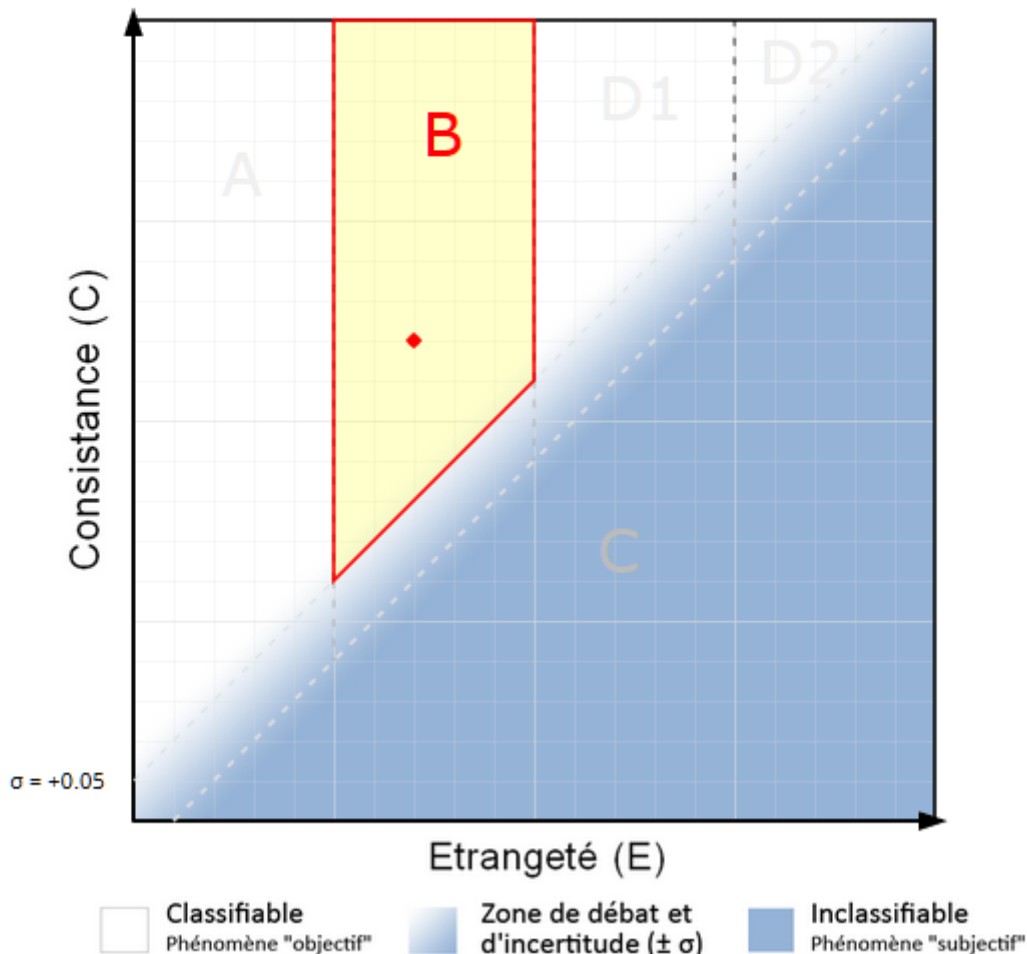 D2
D1
B
A
Consistance (C)
C
σ = +0.05
Etrangeté (E)
Classifiable
Phénomène "objectif"
Zone de débat et
d'incertitude (± σ)
Inclassifiable
Phénomène "subjectif"